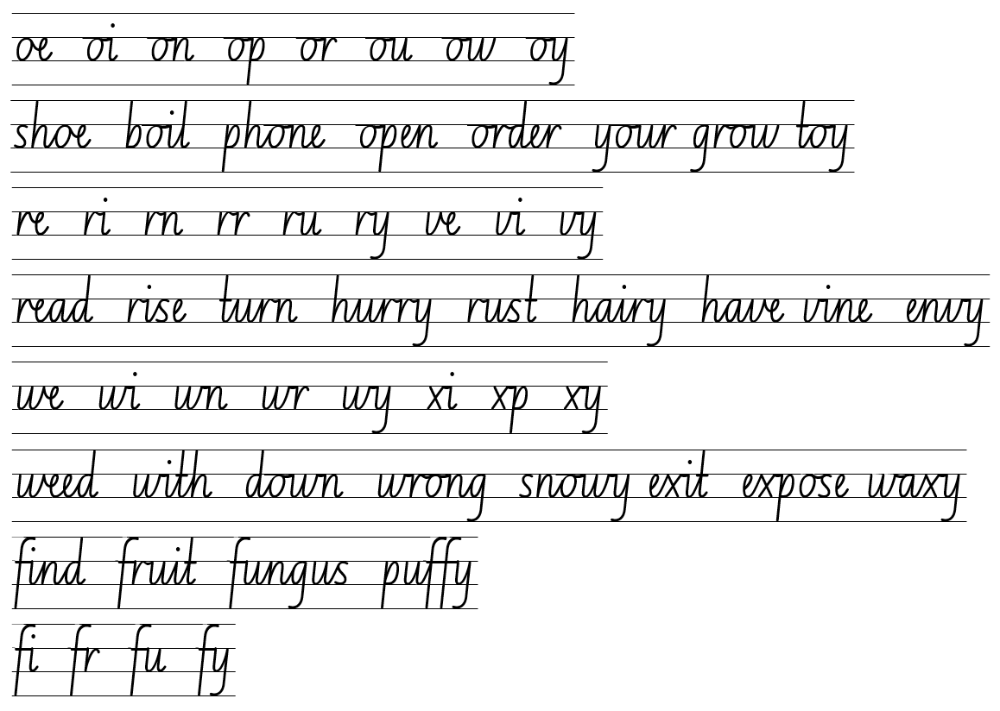 oe oi on op or ou ow oy
shoe boil phone open order your grow toy
re ri rn rr ru ry ve vi vy
read rise turn hurry rust hairy have vine envy
we wi wn wr wy xi xp xy
weed with down wrong snowy exit expose waxy
find fruit fungus puffy
fi fr fu fy